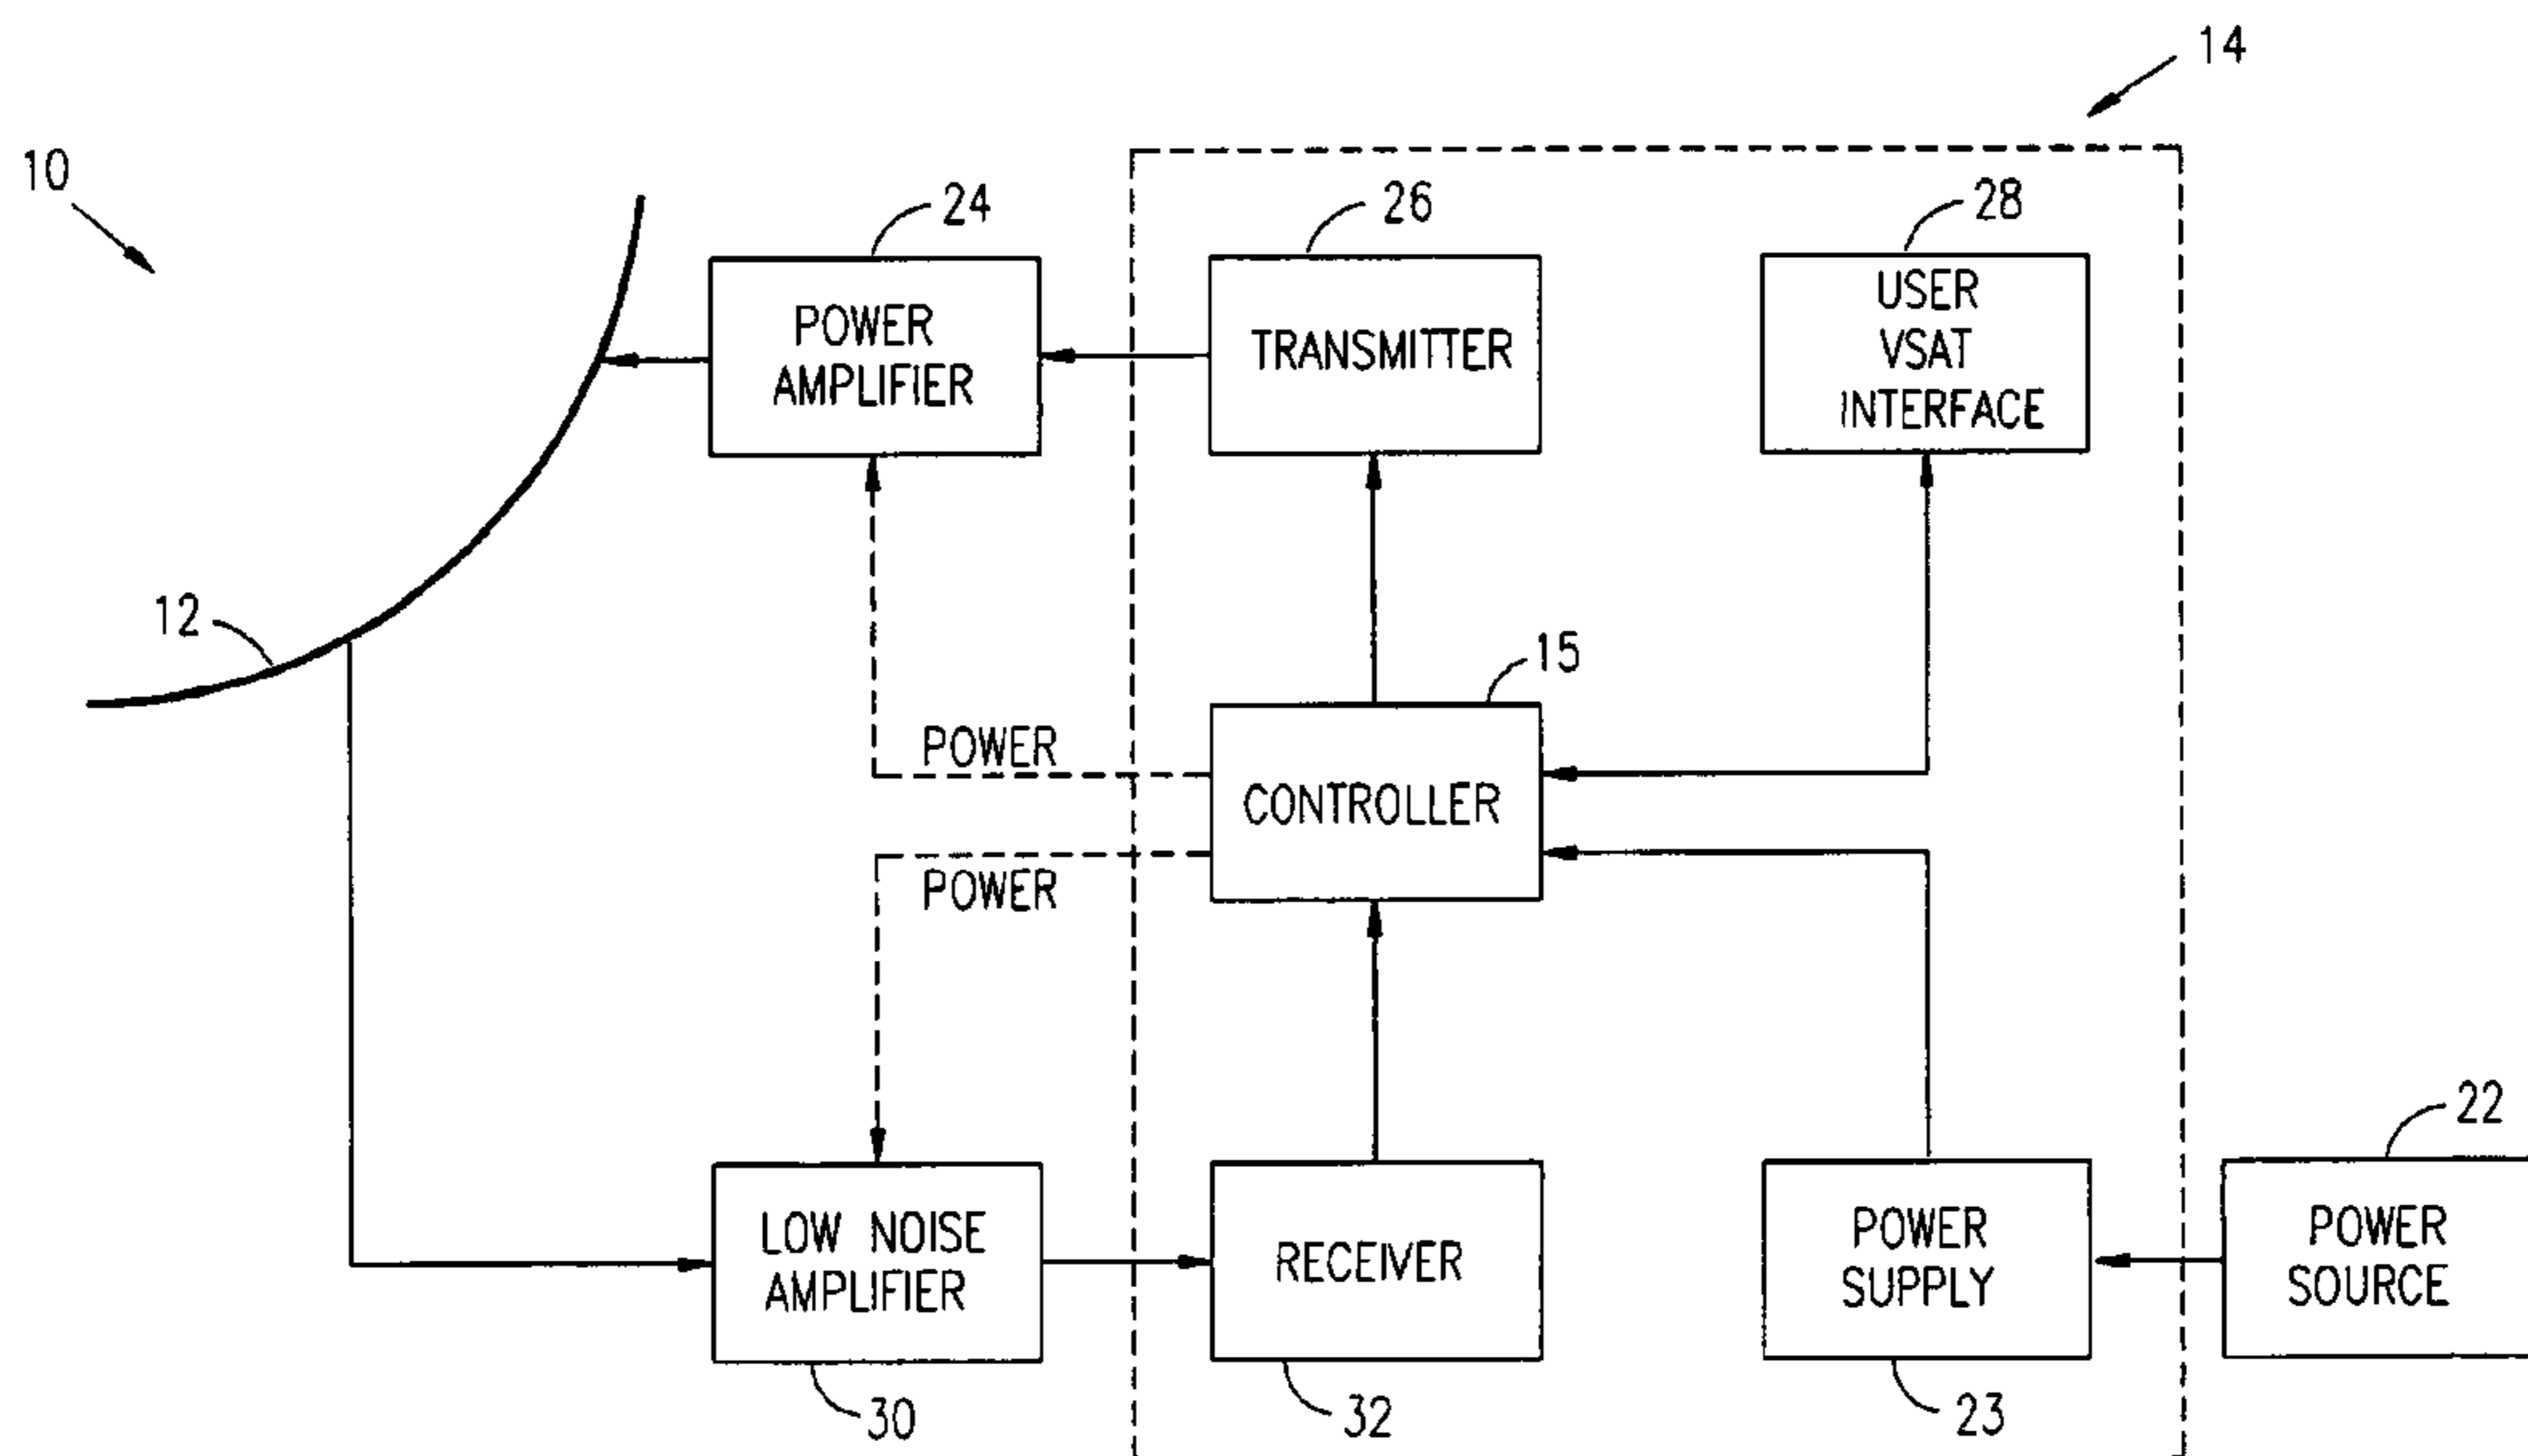 14
10
24
26
28
POWER
AMPLIFIER
TRANSMITTER
USER
VSAT
INTERFACE
12
15
POWER
CONTROLLER
POWER
22
LOW NOISE
AMPLIFIER
RECEIVER
POWER
SUPPLY
POWER
SOURCE
30
32
23